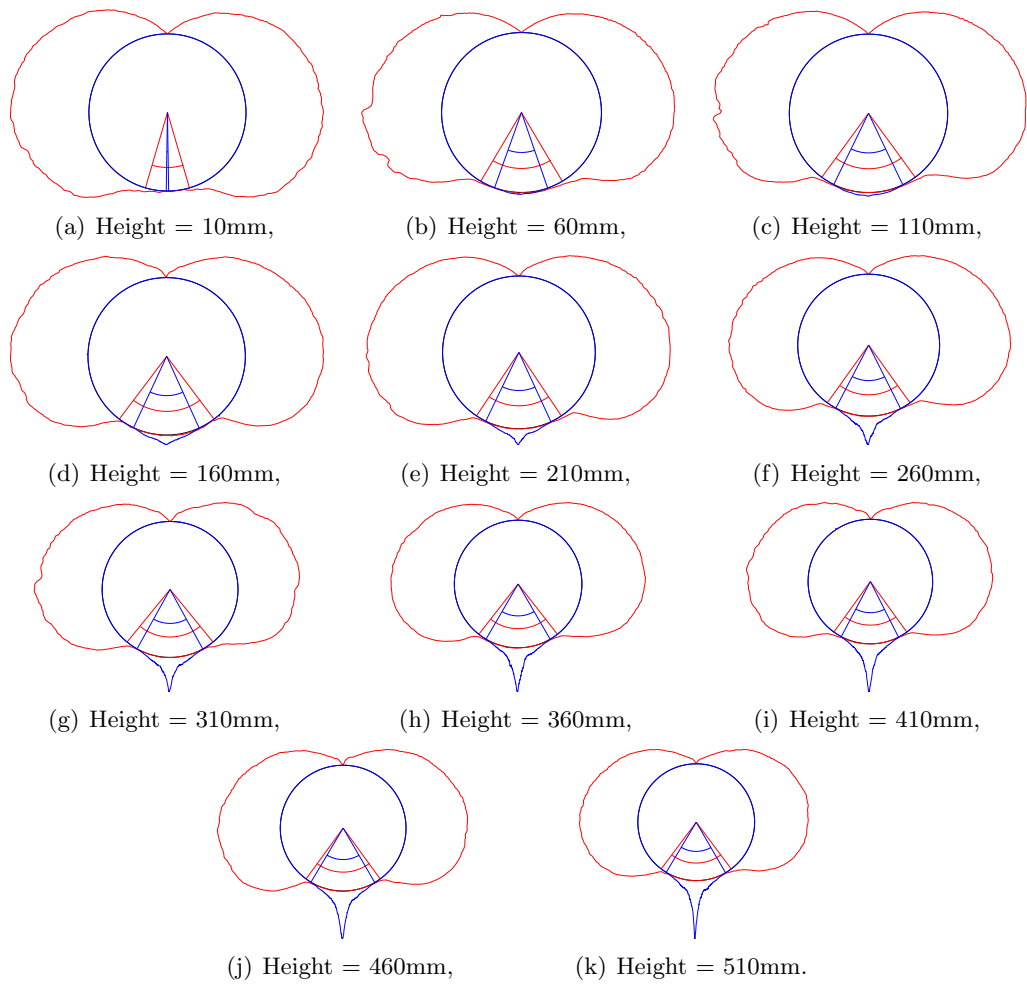 (a) Height = 10mm,
(b) Height = 60mm,
(c) Height = 110mm,
(d) Height = 160mm,
(e) Height = 210mm,
(f) Height = 260mm,
(g) Height = 310mm,
(h) Height = 360mm,
(i) Height = 410mm,
(j) Height = 460mm,
(k) Height = 510mm.